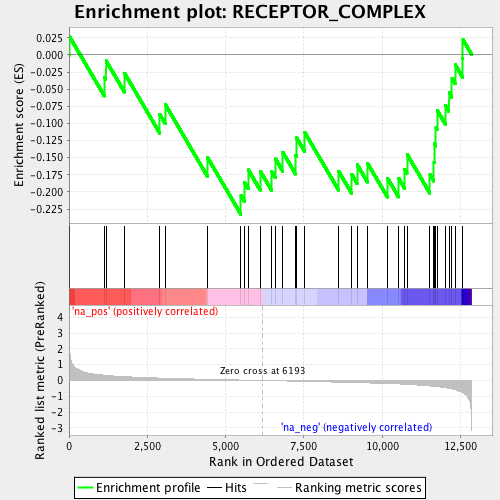 Enrichment plot: RECEPTOR_COMPLEX
Enrichment score (ES)
0.025
0.000
-0.025
-0.050
-0.075
-0.100
-0.125
-0.150
-0.175
-0.200
-0.225
Ranked list metric (PreRanked)
'na_pos' (positively correlated)
Zero cross at 6193
'na_neg' (negatively correlated)
4
3
2
1
0
-1
-2
-3
0
2,500
5,000
7,500
10,000
12,500
Rank in Ordered Dataset
Enrichment profile
Hits
Ranking metric scores